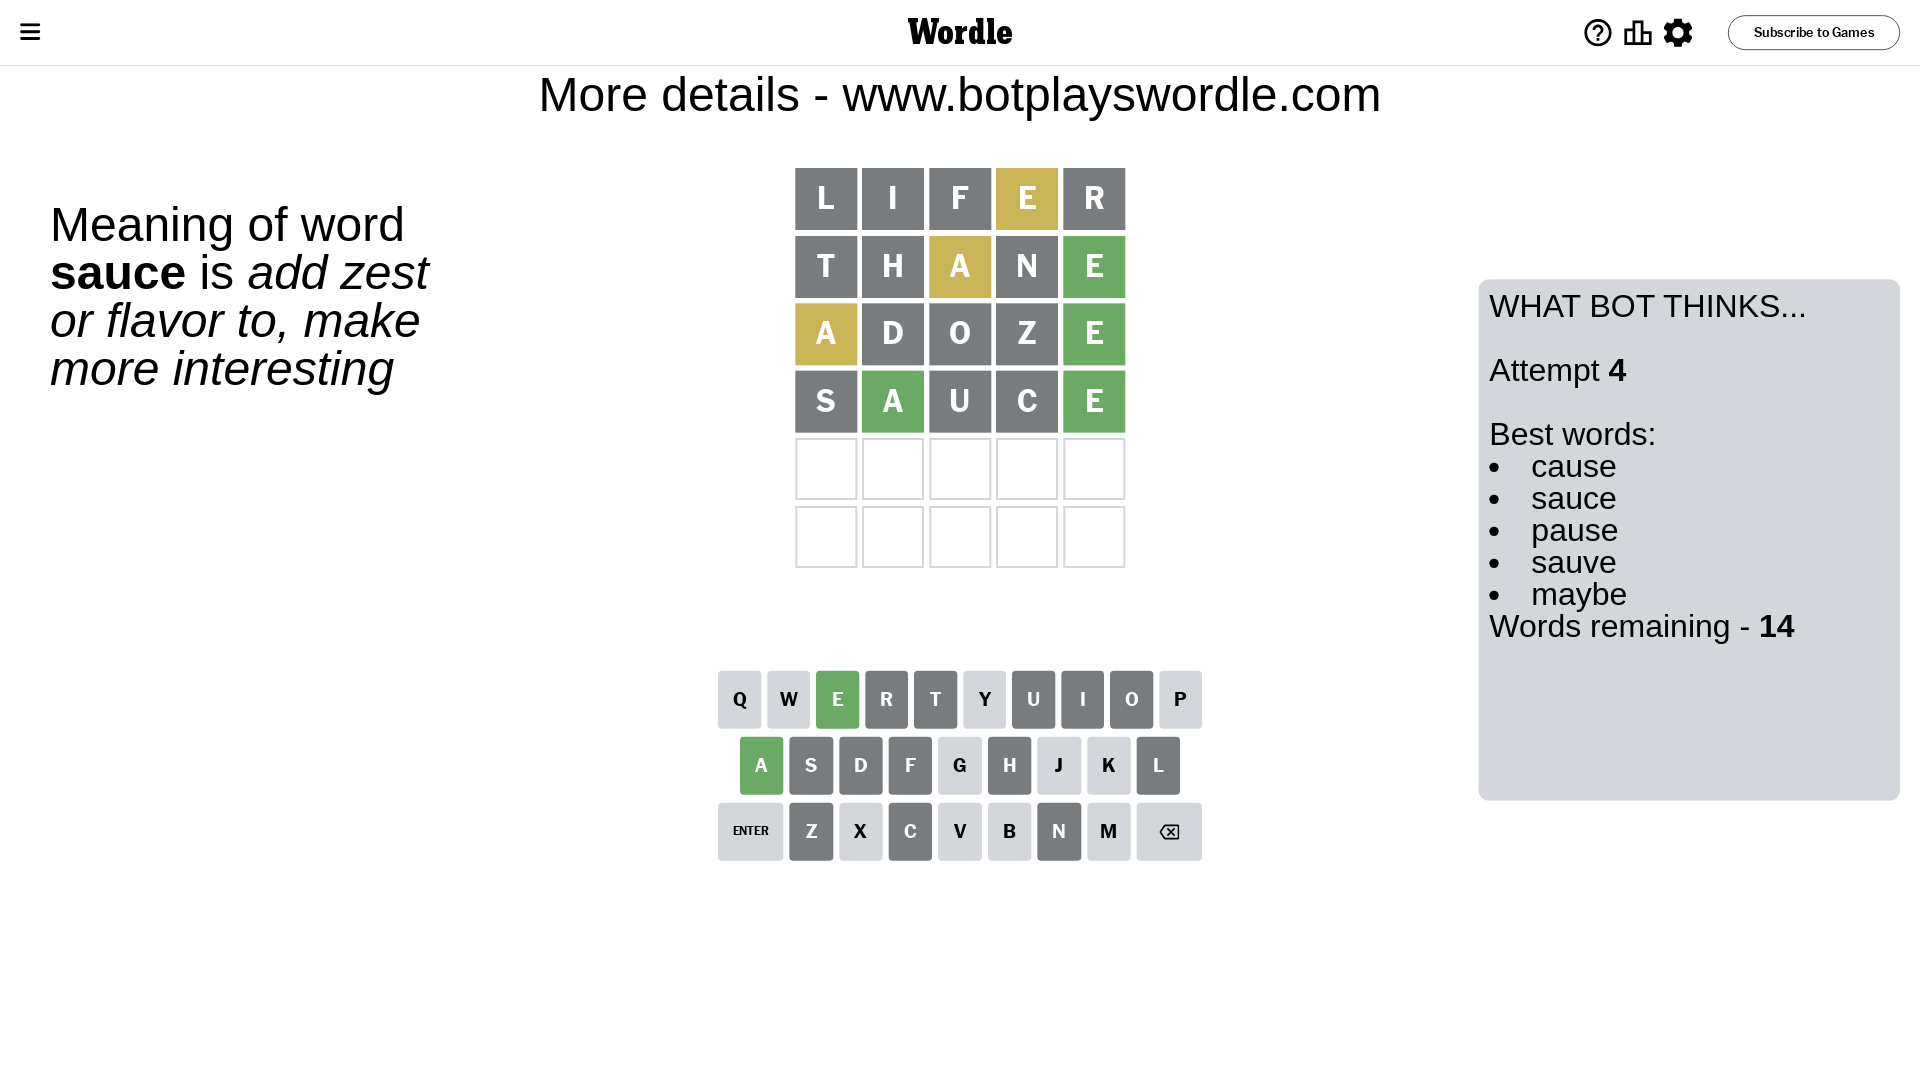 Wordle
Subscribe to Games
More details - www.botplayswordle.com
Meaning of word
sauce is add zest
or flavor to, make
more interesting
L I F E R
T H A N E
A D O Z E
S A U C E
WHAT BOT THINKS...
Attempt 4
Best words:
• cause
• sauce
• pause
• sauve
• maybe
Words remaining - 14
Q W E R T Y U I O P
A S D F G H J K L
ENTER Z X C V B N M